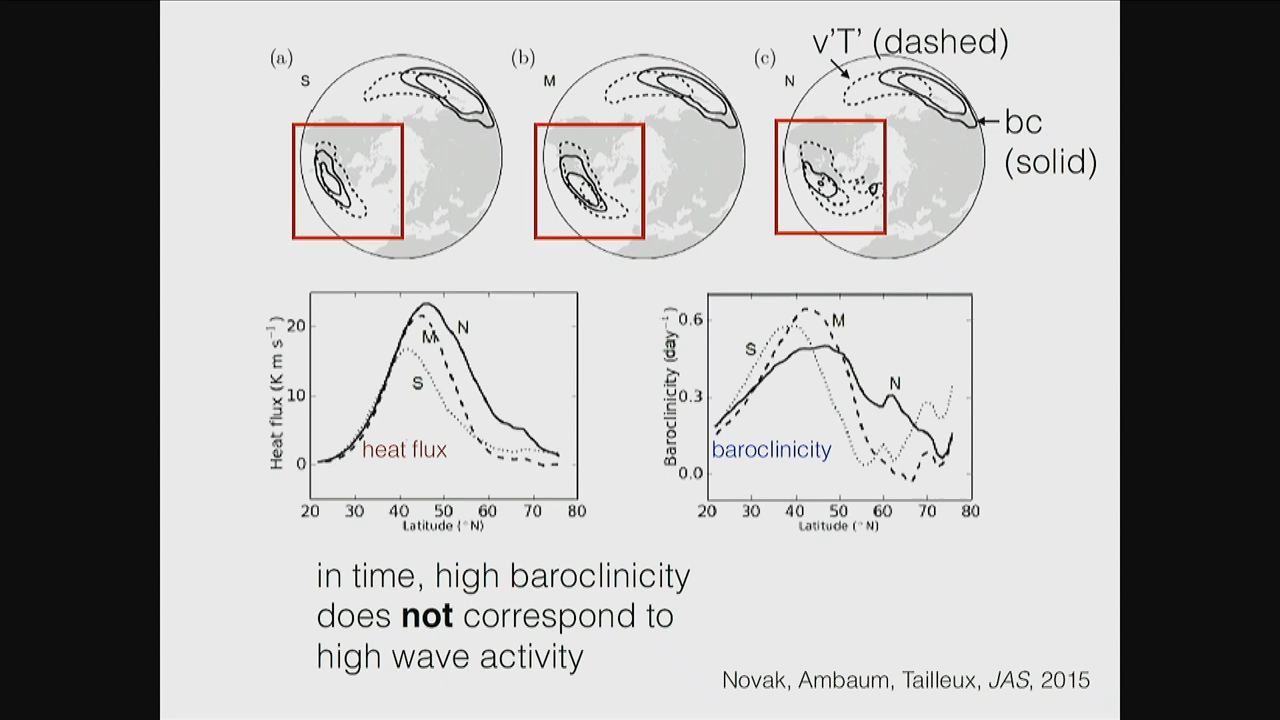 v'T' (dashed)
(a)
(b)
(c)
S
M
N
bc
(solid)
Heat flux (K m s⁻¹)
20
10
0
N
M
S
heat flux
20 30 40 50 60 70 80
Latitude (°N)
Baroclinicity (day⁻¹)
0.6
0.3
0.0
M
S
N
baroclinicity
20 30 40 50 60 70 80
Latitude (°N)
in time, high baroclinicity
does not correspond to
high wave activity
Novak, Ambaum, Tailleux, JAS, 2015